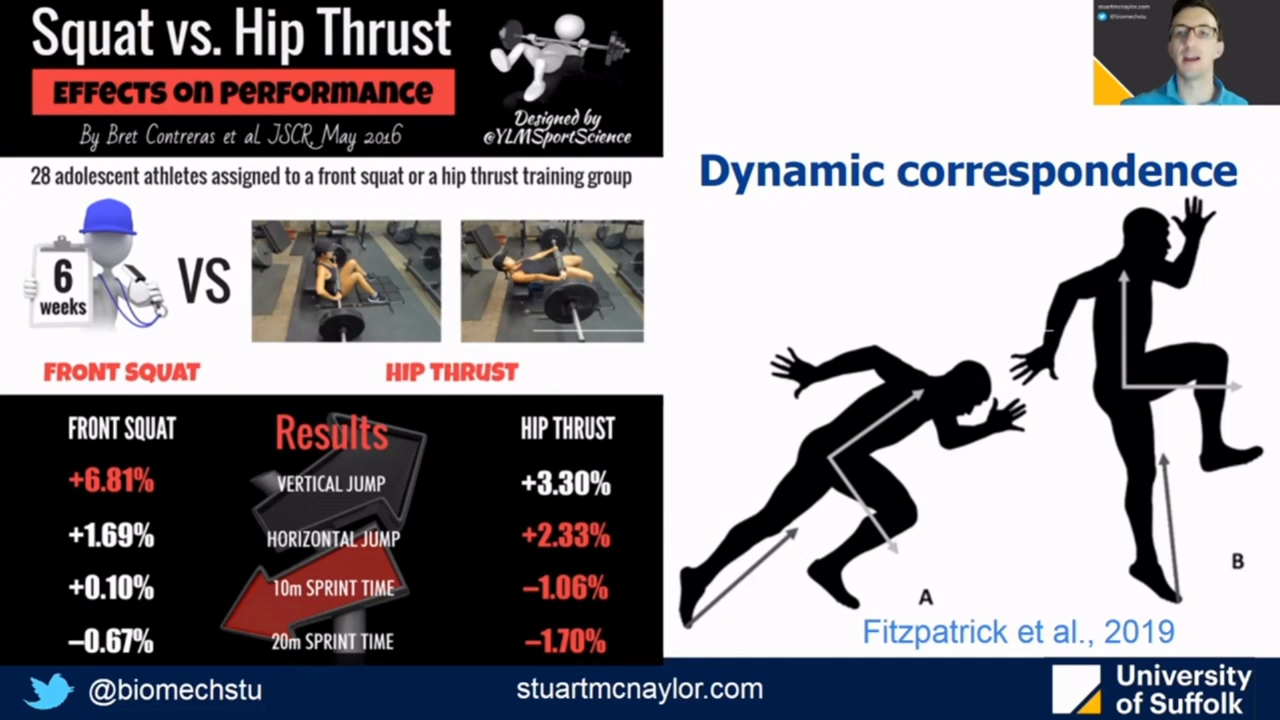 Squat vs. Hip Thrust
EFFECTS ON PERFORMANCE
By Bret Contreras et al. JSCR, May 2016
Designed by
@YLMSportScience
28 adolescent athletes assigned to a front squat or a hip thrust training group
6
weeks
VS
FRONT SQUAT
HIP THRUST
FRONT SQUAT
Results
HIP THRUST
+6.81%
VERTICAL JUMP
+3.30%
+1.69%
HORIZONTAL JUMP
+2.33%
+0.10%
10m SPRINT TIME
–1.06%
–0.67%
20m SPRINT TIME
–1.70%
stuartmcnaylor.com
@biomechstu
Dynamic correspondence
A
B
Fitzpatrick et al., 2019
@biomechstu
stuartmcnaylor.com
University
of Suffolk